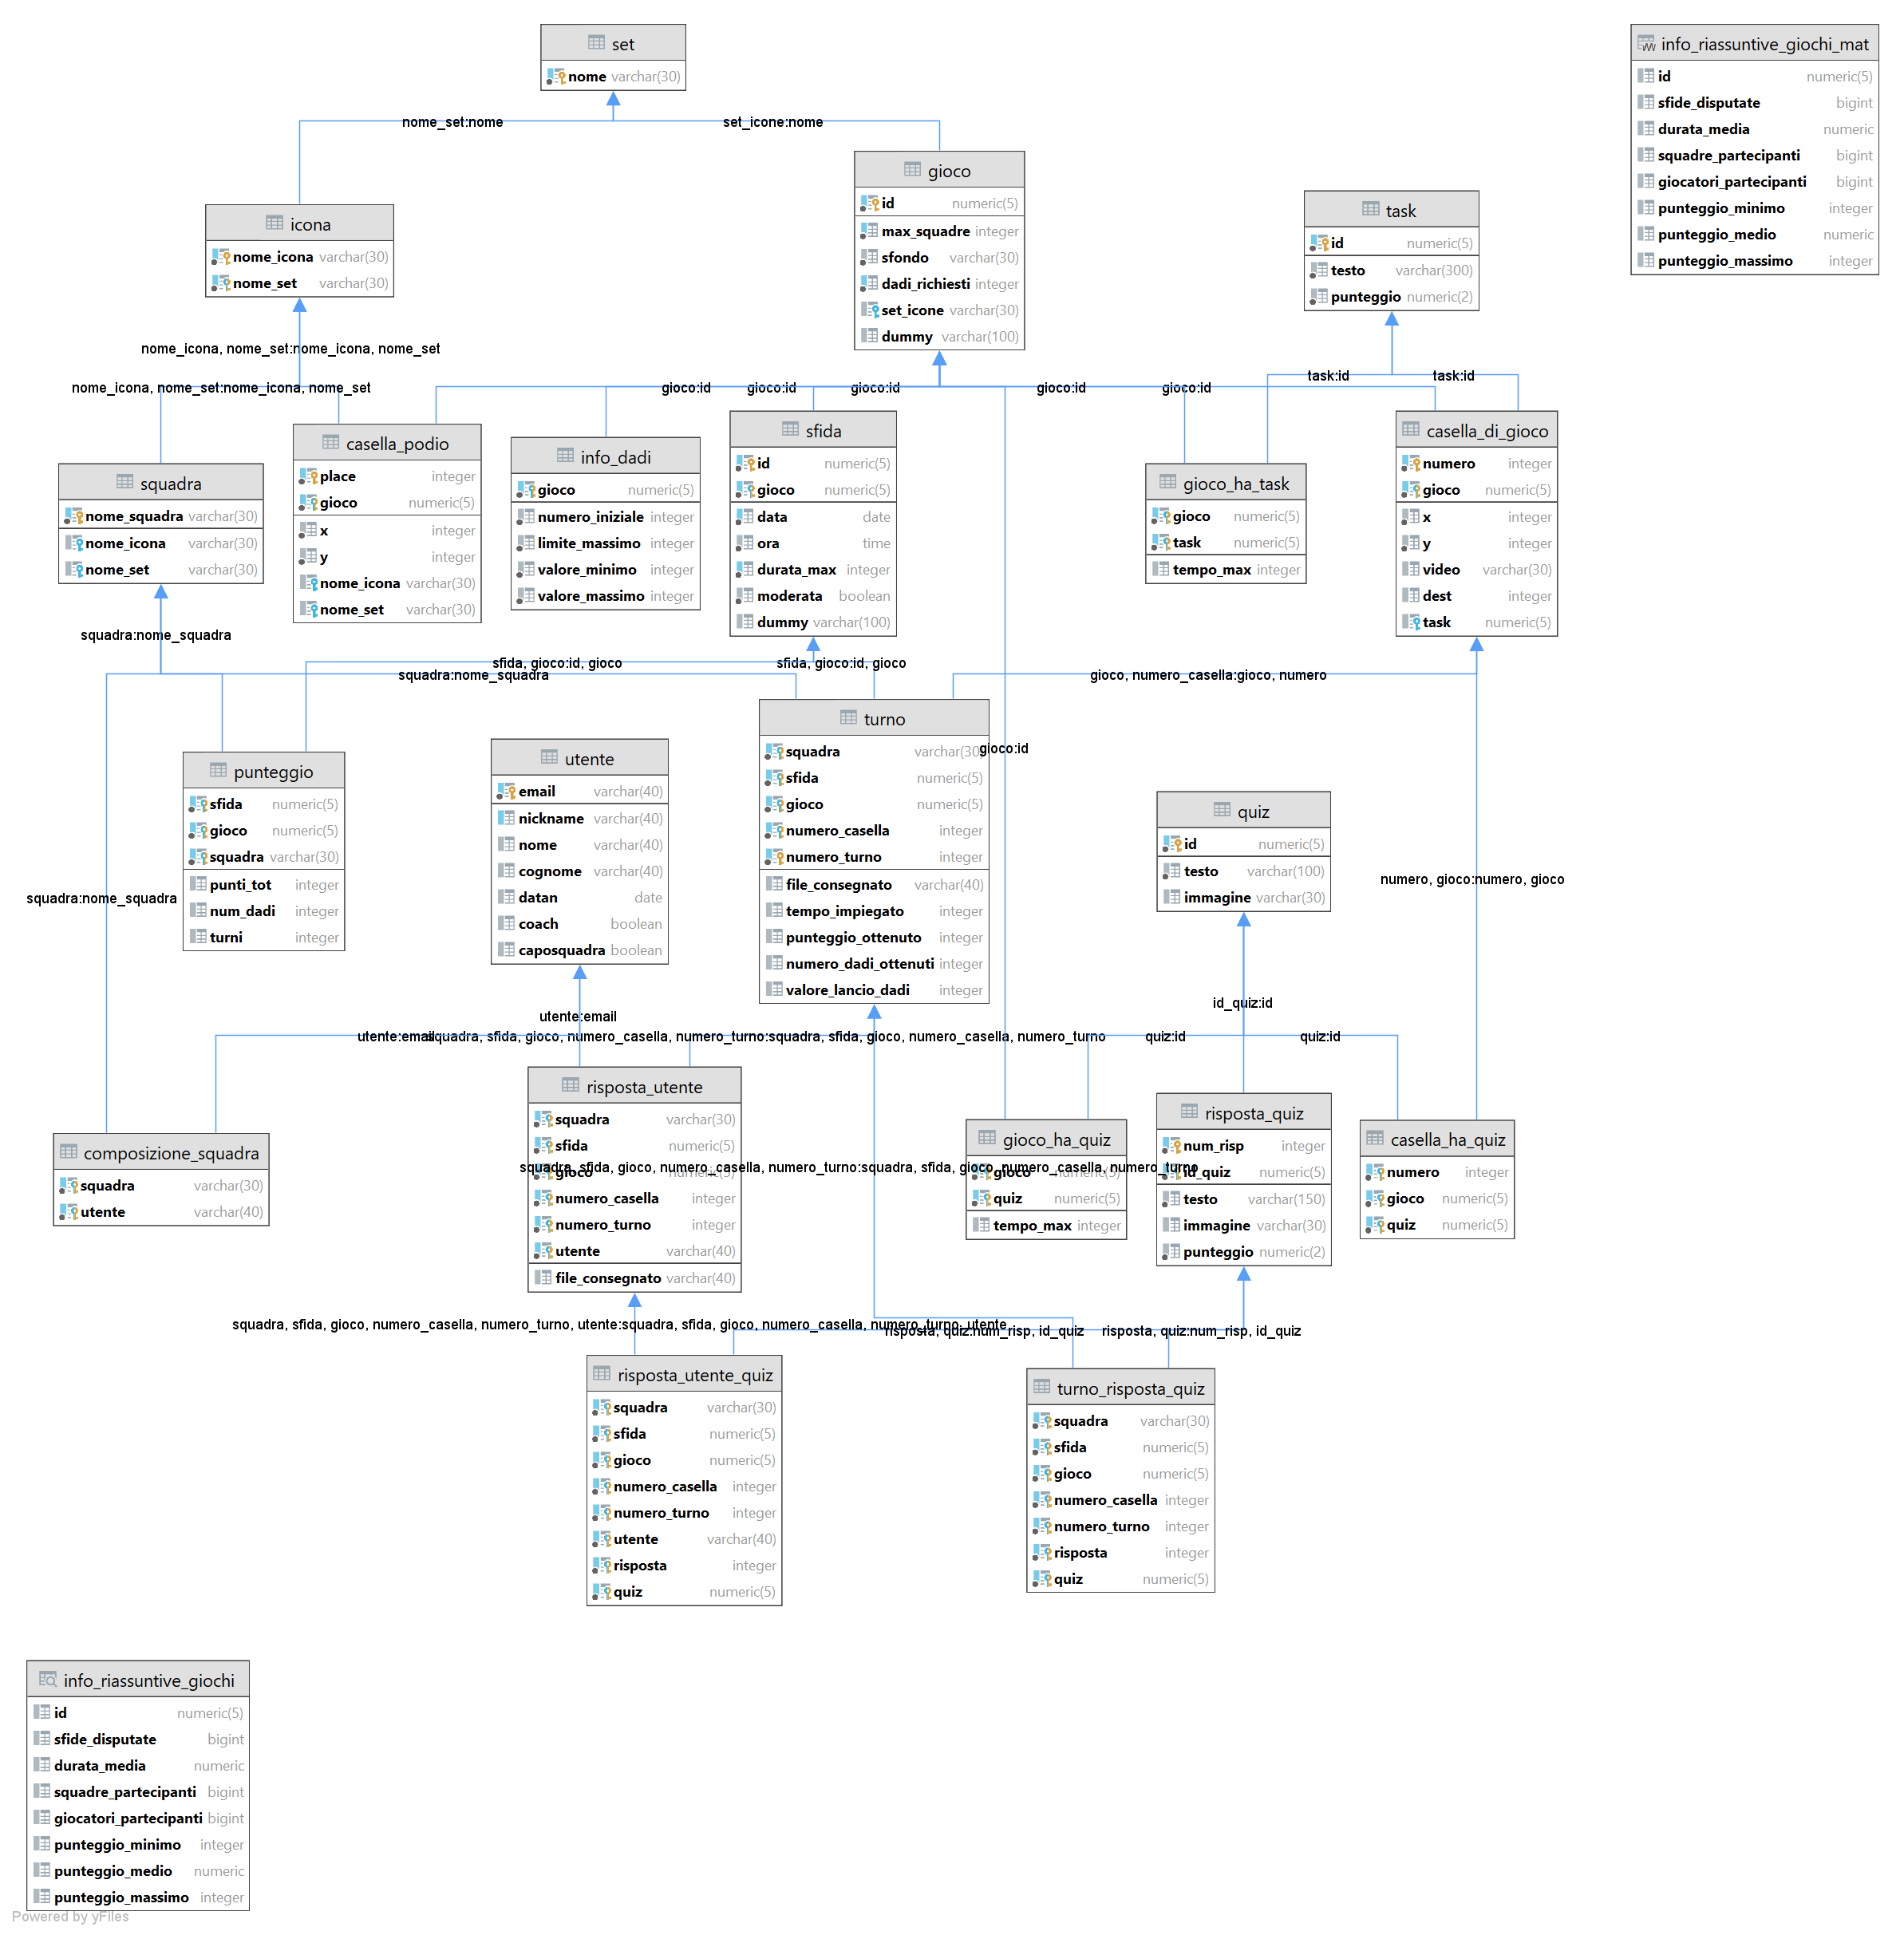 set
nome varchar(30)
info_riassuntive_giochi_mat
id numeric(5)
sfide_disputate bigint
durata_media numeric
squadre_partecipanti bigint
giocatori_partecipanti bigint
punteggio_minimo integer
punteggio_medio numeric
punteggio_massimo integer
nome_set:nome
set_icone:nome
gioco
id numeric(5)
max_squadre integer
sfondo varchar(30)
dadi_richiesti integer
set_icone varchar(30)
dummy varchar(100)
task
id numeric(5)
testo varchar(300)
punteggio numeric(2)
icona
nome_icona varchar(30)
nome_set varchar(30)
nome_icona, nome_set:nome_icona, nome_set
nome_icona, nome_set:nome_icona, nome_set
gioco:id
gioco:id
gioco:id
gioco:id
gioco:id
task:id
task:id
squadra
nome_squadra varchar(30)
nome_icona varchar(30)
nome_set varchar(30)
casella_podio
place integer
gioco numeric(5)
x integer
y integer
nome_icona varchar(30)
nome_set varchar(30)
info_dadi
gioco numeric(5)
numero_iniziale integer
limite_massimo integer
valore_minimo integer
valore_massimo integer
sfida
id numeric(5)
gioco numeric(5)
data date
ora time
durata_max integer
moderata boolean
dummy varchar(100)
gioco_ha_task
gioco numeric(5)
task numeric(5)
tempo_max integer
casella_di_gioco
numero integer
gioco numeric(5)
x integer
y integer
video varchar(30)
dest integer
task numeric(5)
squadra:nome_squadra
sfida, gioco:id, gioco
sfida, gioco:id, gioco
squadra:nome_squadra
gioco, numero_casella:gioco, numero
punteggio
sfida numeric(5)
gioco numeric(5)
squadra varchar(30)
punti_tot integer
num_dadi integer
turni integer
utente
email varchar(40)
nickname varchar(40)
nome varchar(40)
cognome varchar(40)
datan date
coach boolean
caposquadra boolean
turno
squadra varchar(30)
sfida numeric(5)
gioco numeric(5)
numero_casella integer
numero_turno integer
file_consegnato varchar(40)
tempo_impiegato integer
punteggio_ottenuto integer
numero_dadi_ottenuti integer
valore_lancio_dadi integer
gioco:id
quiz
id numeric(5)
testo varchar(100)
immagine varchar(30)
squadra:nome_squadra
numero, gioco:numero, gioco
id_quiz:id
utente:email
utente:email
squadra, sfida, gioco, numero_casella, numero_turno:squadra, sfida, gioco, numero_casella, numero_turno
quiz:id
quiz:id
composizione_squadra
squadra varchar(30)
utente varchar(40)
risposta_utente
squadra varchar(30)
sfida numeric(5)
gioco numeric(5)
numero_casella integer
numero_turno integer
utente varchar(40)
file_consegnato varchar(40)
squadra, sfida, gioco, numero_casella, numero_turno:squadra, sfida, gioco, numero_casella, numero_turno
gioco_ha_quiz
gioco numeric(5)
quiz numeric(5)
tempo_max integer
risposta_quiz
num_risp integer
id_quiz numeric(5)
testo varchar(150)
immagine varchar(30)
punteggio numeric(2)
casella_ha_quiz
numero integer
gioco numeric(5)
quiz numeric(5)
squadra, sfida, gioco, numero_casella, numero_turno, utente:squadra, sfida, gioco, numero_casella, numero_turno, utente
risposta, quiz:num_risp, id_quiz
risposta, quiz:num_risp, id_quiz
risposta_utente_quiz
squadra varchar(30)
sfida numeric(5)
gioco numeric(5)
numero_casella integer
numero_turno integer
utente varchar(40)
risposta integer
quiz numeric(5)
turno_risposta_quiz
squadra varchar(30)
sfida numeric(5)
gioco numeric(5)
numero_casella integer
numero_turno integer
risposta integer
quiz numeric(5)
info_riassuntive_giochi
id numeric(5)
sfide_disputate bigint
durata_media numeric
squadre_partecipanti bigint
giocatori_partecipanti bigint
punteggio_minimo integer
punteggio_medio numeric
punteggio_massimo integer
Powered by yFiles